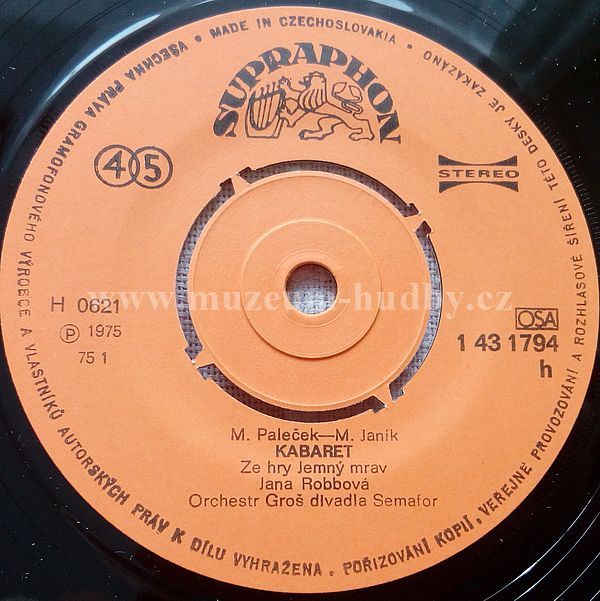 VŠECHNA PRÁVA GRAMOFONOVÉHO VÝROBCE A VLASTNÍKŮ AUTORSKÝCH PRÁV K DÍLU VYHRAŽENA . POŘIZOVÁNÍ KOPIÍ, VEŘEJNÉ PROVOZOVÁNÍ A ROZHLASOVÉ ŠÍŘENÍ TÉTO DESKY JE ZAKÁZÁNO
• MADE IN CZECHOSLOVAKIA •
SUPRAPHON
45
STEREO
www.muzeum-hudby.cz
H 0621
℗ 1975
75 1
OSA
1 43 1794
h
M. Paleček—M. Janík
KABARET
Ze hry Jemný mrav
Jana Robbová
Orchestr Groš divadla Semafor